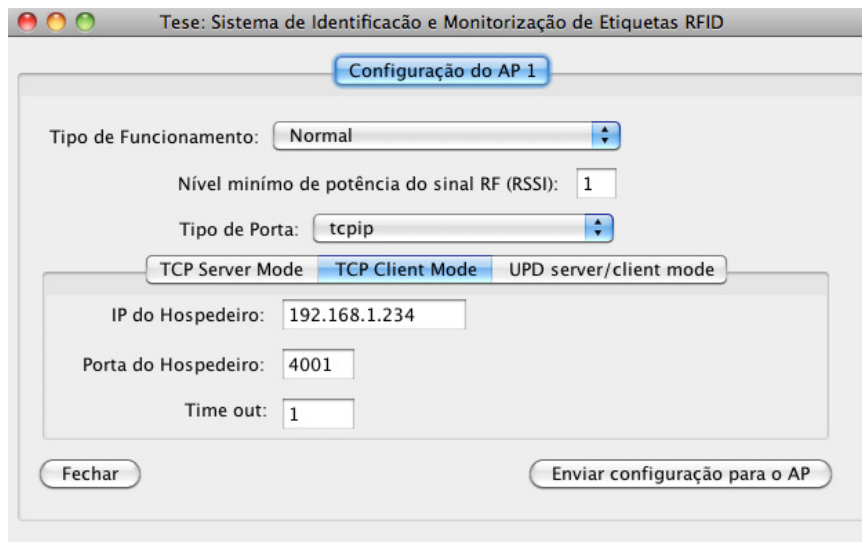 Tese: Sistema de Identificacão e Monitorização de Etiquetas RFID
Configuração do AP 1
Tipo de Funcionamento: Normal
Nível minímo de potência do sinal RF (RSSI): 1
Tipo de Porta: tcpip
TCP Server Mode TCP Client Mode UPD server/client mode
IP do Hospedeiro: 192.168.1.234
Porta do Hospedeiro: 4001
Time out: 1
Fechar Enviar configuração para o AP